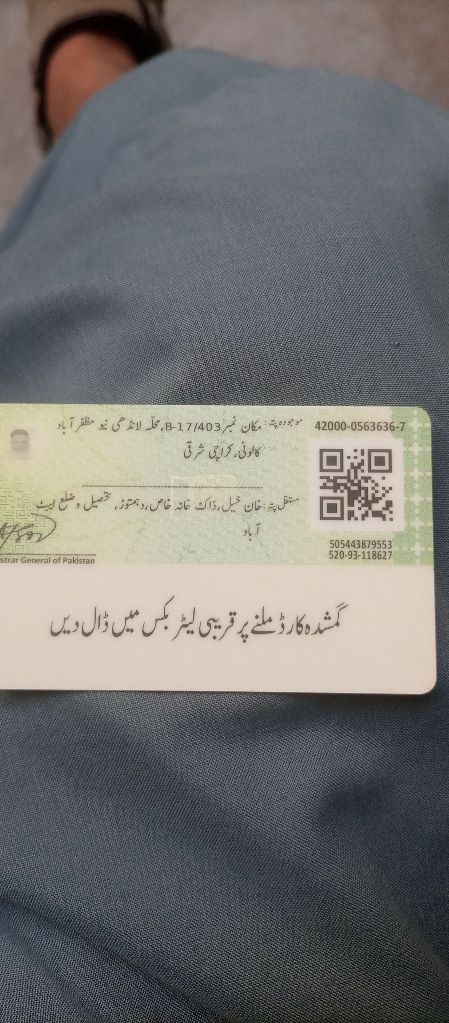 موجودہ پتہ: مکان نمبر B-17/403، محلہ لانڈھی نیو مظفر آباد
کالونی، کراچی شرقی
42000-0563636-7
مستقل پتہ: خان خیل، ڈاک خانہ خاص، دہمتوڑ، تحصیل و ضلع ایبٹ
آباد
505443879553
520-93-118627
strar General of Pakistan
گمشدہ کارڈ ملنے پر قریبی لیٹر بکس میں ڈال دیں